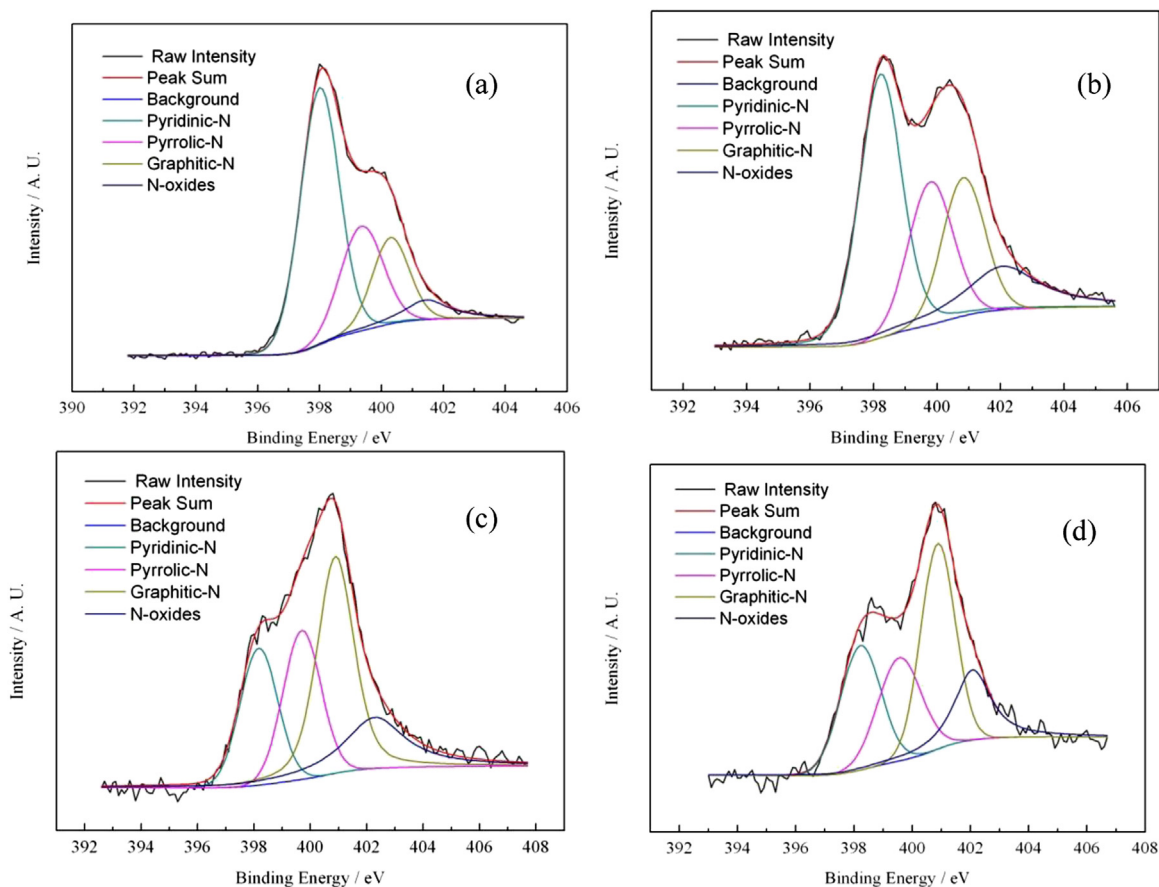 Raw Intensity
Peak Sum
Background
Pyridinic-N
Pyrrolic-N
Graphitic-N
N-oxides
(a)
Intensity / A. U.
390 392 394 396 398 400 402 404 406
Binding Energy / eV
Raw Intensity
Peak Sum
Background
Pyridinic-N
Pyrrolic-N
Graphitic-N
N-oxides
(b)
Intensity / A. U.
392 394 396 398 400 402 404 406
Binding Energy / eV
Raw Intensity
Peak Sum
Background
Pyridinic-N
Pyrrolic-N
Graphitic-N
N-oxides
(c)
Intensity / A. U.
392 394 396 398 400 402 404 406 408
Binding Energy / eV
Raw Intensity
Peak Sum
Background
Pyridinic-N
Pyrrolic-N
Graphitic-N
N-oxides
(d)
Intensity / A. U.
392 394 396 398 400 402 404 406 408
Binding Energy / eV